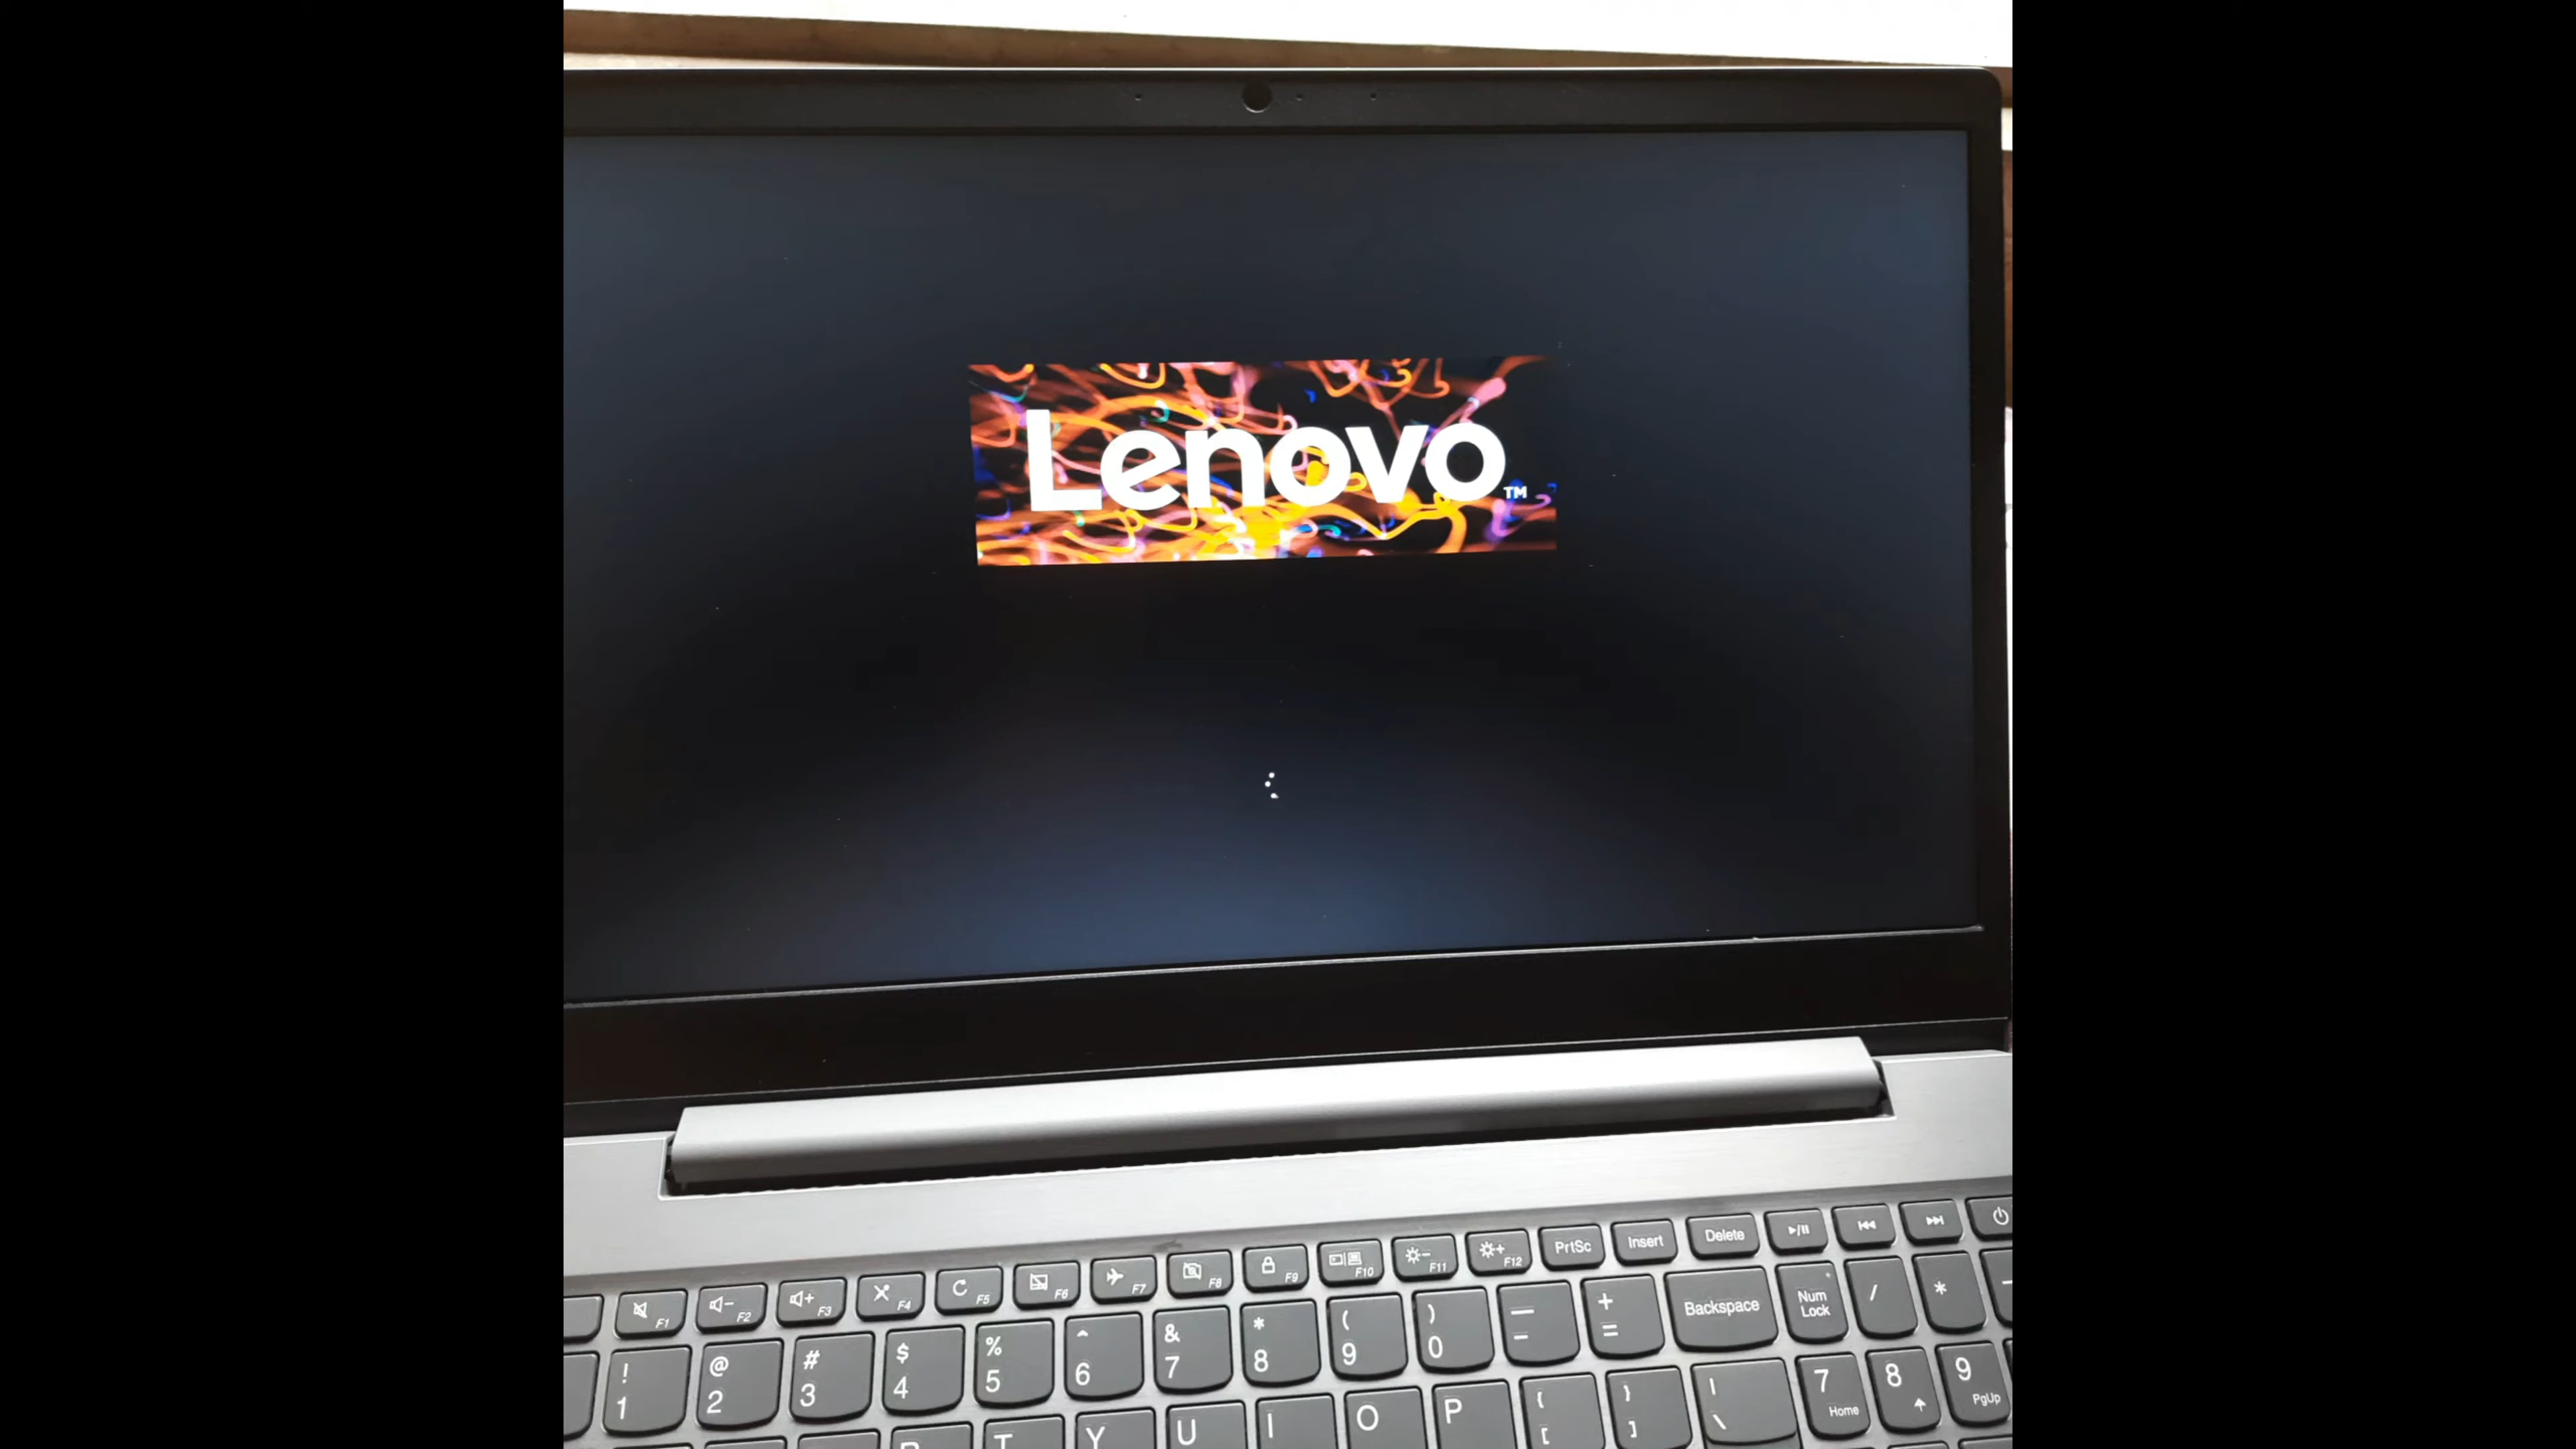 Lenovo™
F1 F2 F3 F4 F5 F6 F7 F8 F9 F10 F11 F12 PrtSc Insert Delete
! @ # $ % ^ & * ( ) — + Backspace Num Lock / *
1 2 3 4 5 6 7 8 9 0 - =
T Y U I O P { [ } ] | \ 7 Home 8 9 PgUp